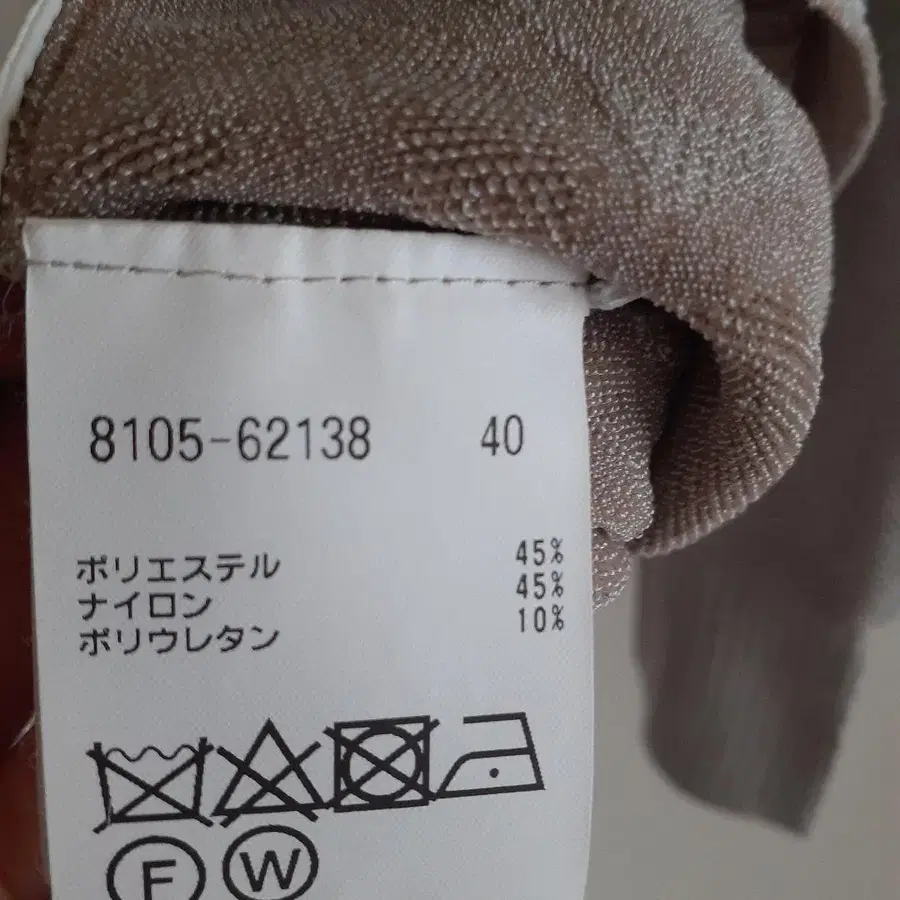 8105-62138 40
ポリエステル 45%
ナイロン 45%
ポリウレタン 10%
F W